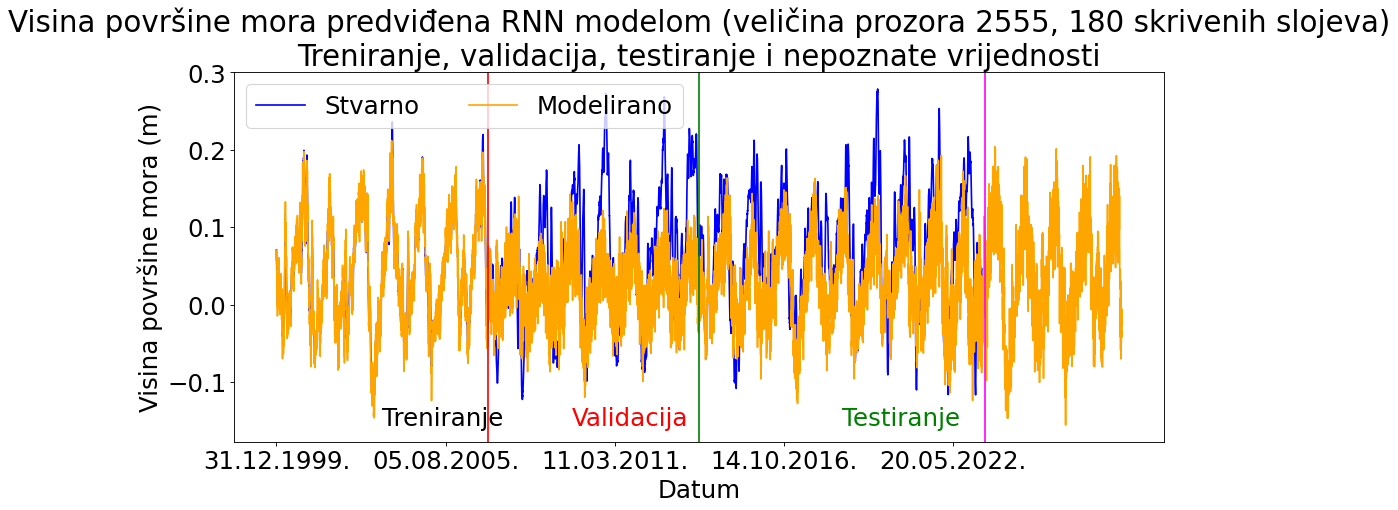 Visina površine mora predviđena RNN modelom (veličina prozora 2555, 180 skrivenih slojeva)
Treniranje, validacija, testiranje i nepoznate vrijednosti
Stvarno
Modelirano
Visina površine mora (m)
0.3
0.2
0.1
0.0
−0.1
Treniranje
Validacija
Testiranje
31.12.1999.
05.08.2005.
11.03.2011.
14.10.2016.
20.05.2022.
Datum